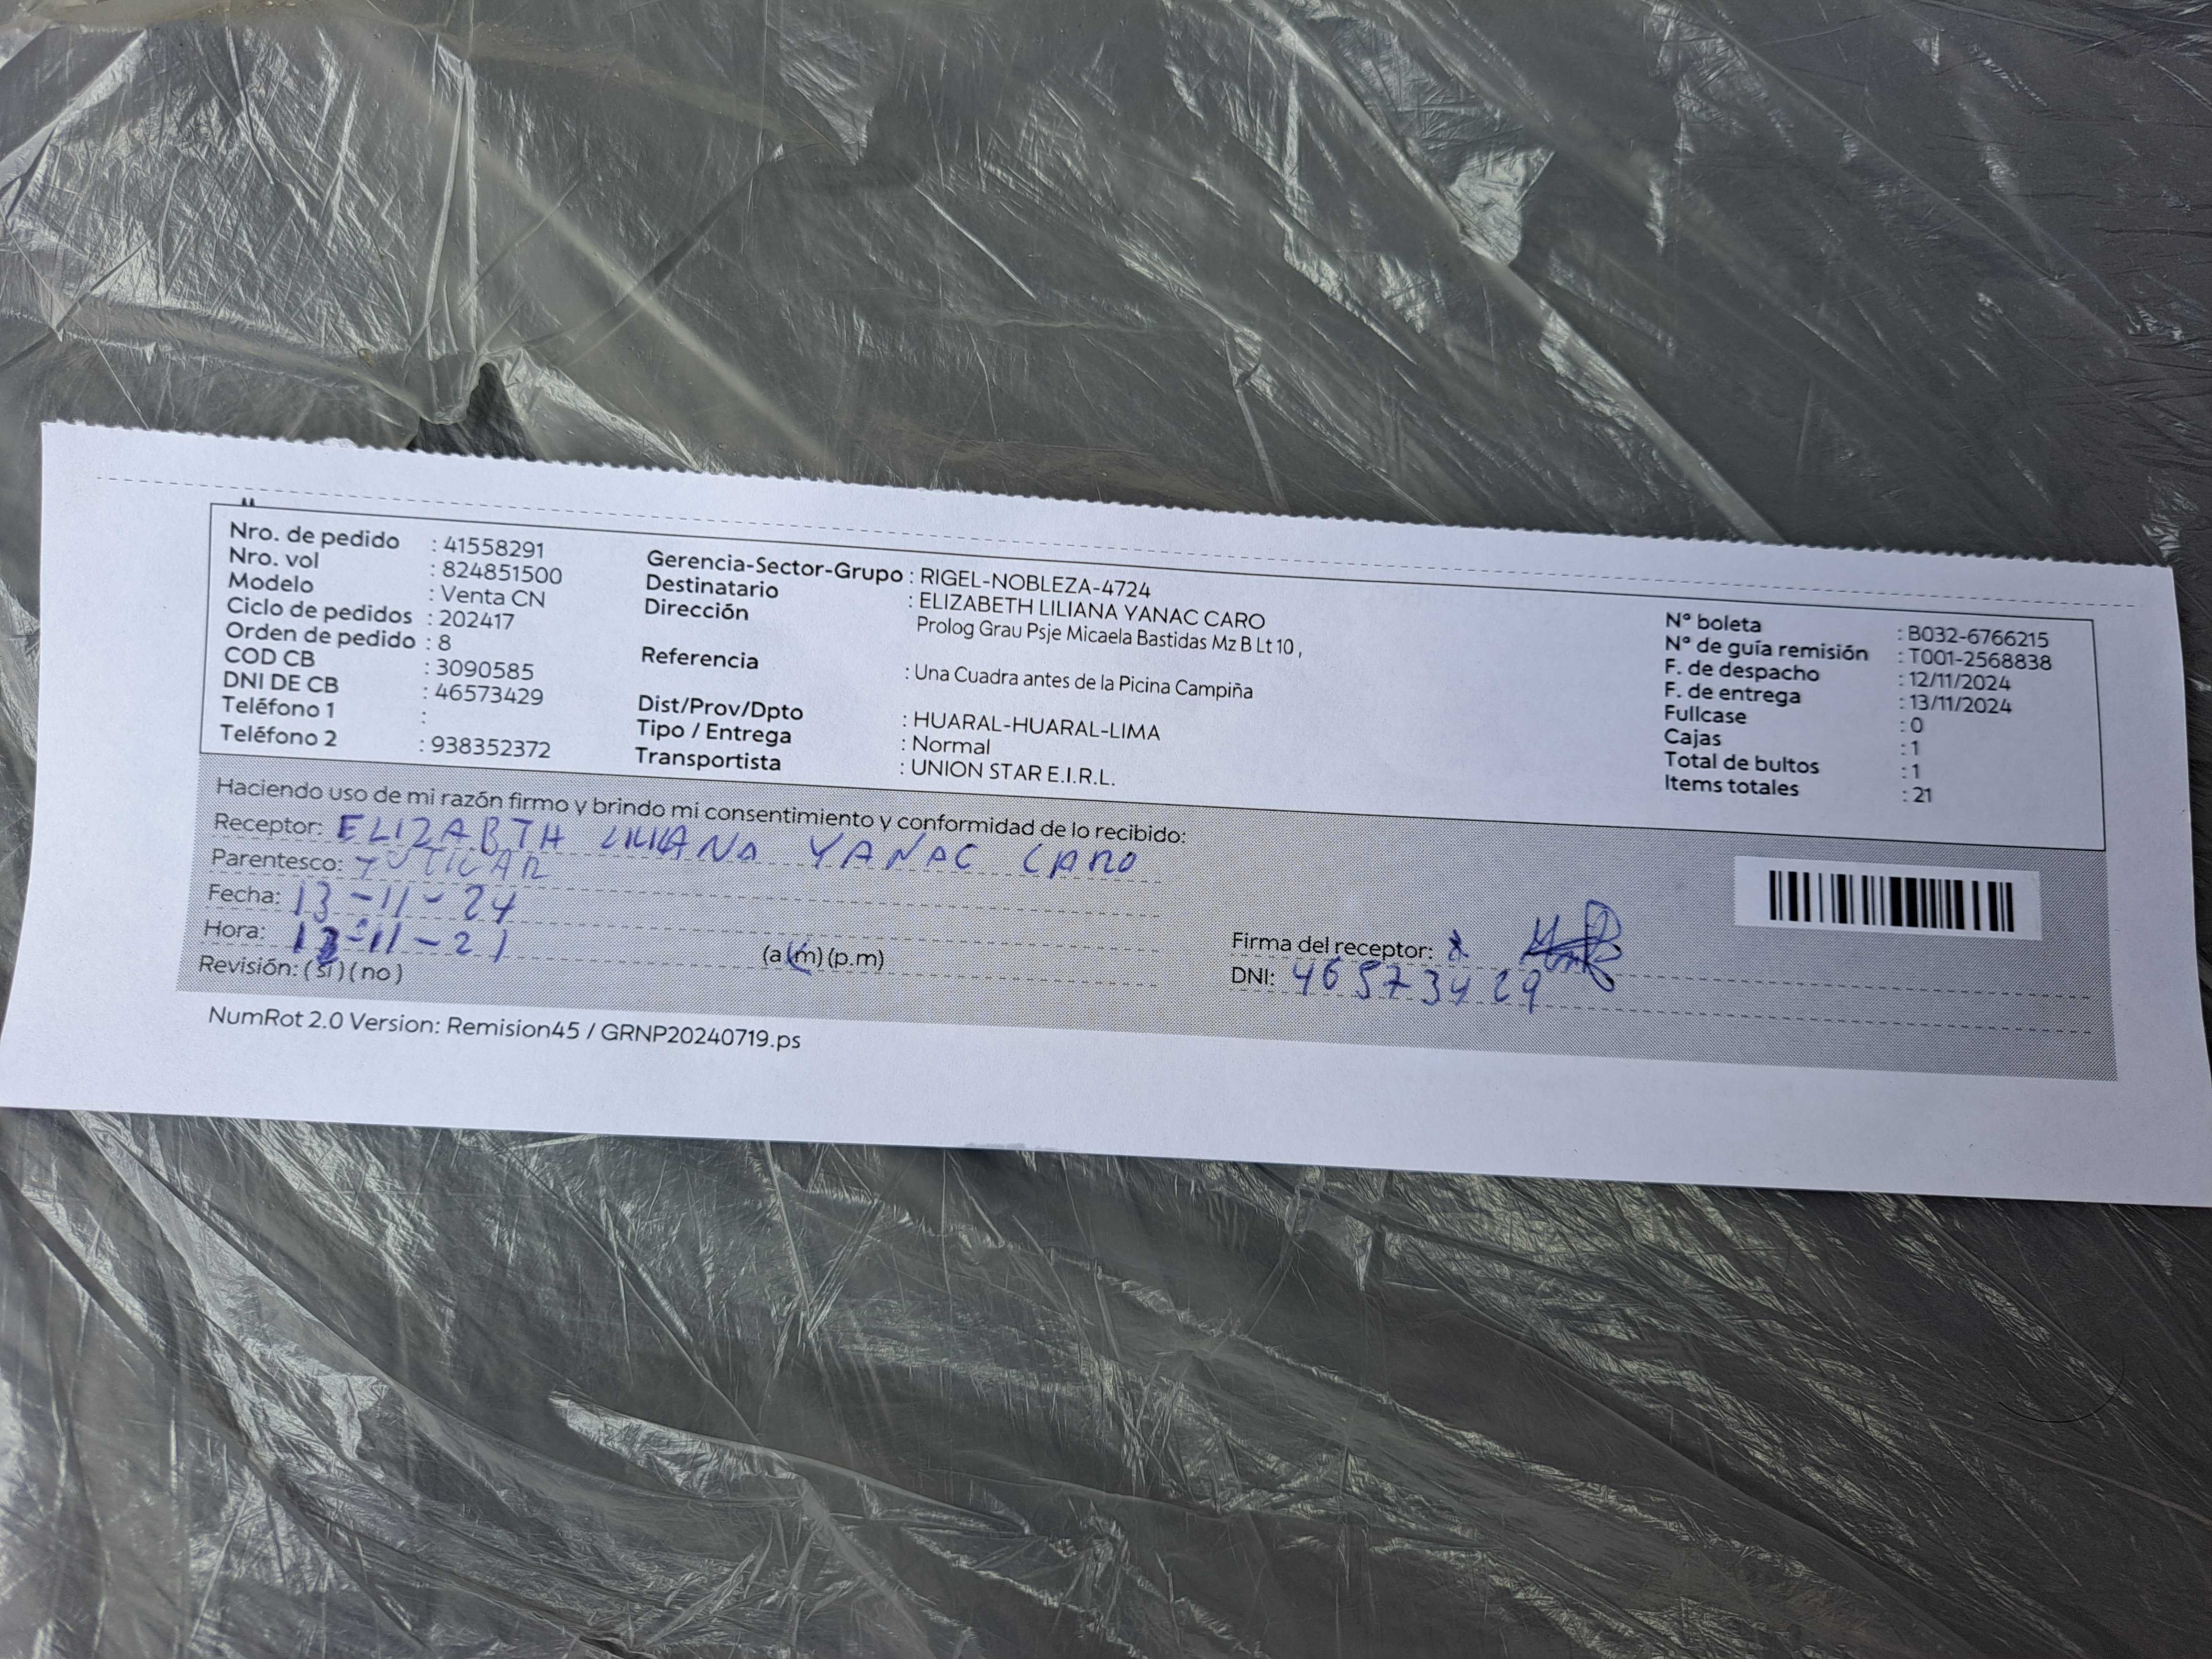 Nro. de pedido : 41558291
Nro. vol : 824851500
Modelo : Venta CN
Ciclo de pedidos : 202417
Orden de pedido : 8
COD CB : 3090585
DNI DE CB : 46573429
Teléfono 1 :
Teléfono 2 : 938352372
Gerencia-Sector-Grupo : RIGEL-NOBLEZA-4724
Destinatario : ELIZABETH LILIANA YANAC CARO
Dirección Prolog Grau Psje Micaela Bastidas Mz B Lt 10 ,
Referencia : Una Cuadra antes de la Picina Campiña
Dist/Prov/Dpto : HUARAL-HUARAL-LIMA
Tipo / Entrega : Normal
Transportista : UNION STAR E.I.R.L.
N° boleta : B032-6766215
N° de guía remisión : T001-2568838
F. de despacho : 12/11/2024
F. de entrega : 13/11/2024
Fullcase : 0
Cajas : 1
Total de bultos : 1
Items totales : 21
Haciendo uso de mi razón firmo y brindo mi consentimiento y conformidad de lo recibido:
Receptor: ELIZABTH LILIANA YANAC CARO
Parentesco:
Fecha: 13-11-24
Hora: (a.m) (p.m)
Revisión: (si) (no)
Firma del receptor: x
DNI: 46573429
NumRot 2.0 Version: Remision45 / GRNP20240719.ps